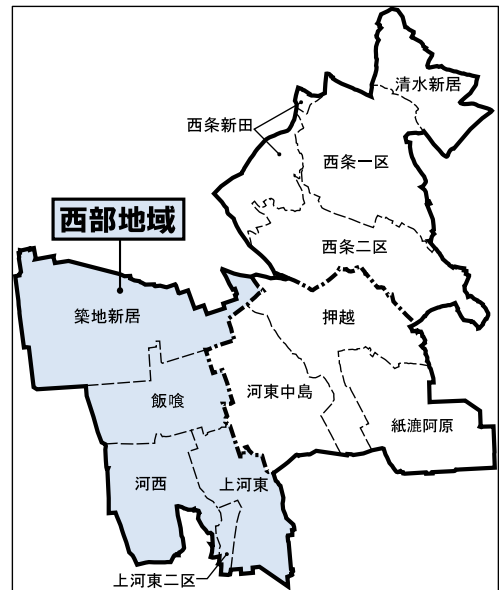 清水新居
西条新田
西条一区
西部地域
西条二区
築地新居
押越
飯喰
河東中島
紙漉阿原
河西
上河東
上河東二区